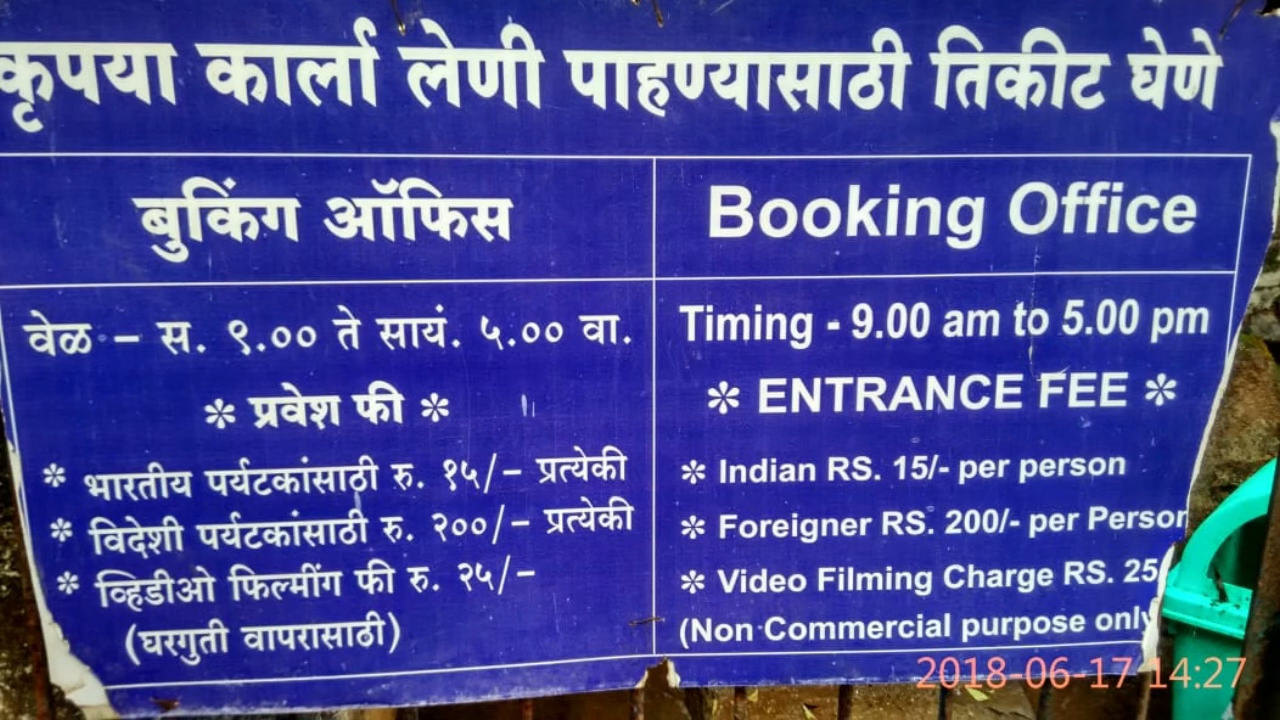 कृपया कार्ला लेणी पाहण्यासाठी तिकीट घेणे
बुकिंग ऑफिस
वेळ - स. ९.०० ते सायं. ५.०० वा.
* प्रवेश फी *
* भारतीय पर्यटकांसाठी रु. १५/- प्रत्येकी
* विदेशी पर्यटकांसाठी रु. २००/- प्रत्येकी
* व्हिडीओ फिल्मींग फी रु. २५/-
(घरगुती वापरासाठी)
Booking Office
Timing - 9.00 am to 5.00 pm
* ENTRANCE FEE *
* Indian RS. 15/- per person
* Foreigner RS. 200/- per Person
* Video Filming Charge RS. 25
(Non Commercial purpose only
2018-06-17 14:27